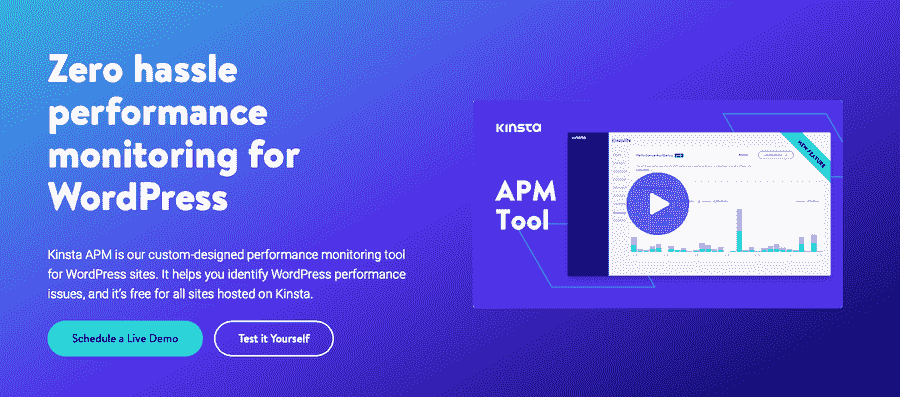 Zero hassle
performance
monitoring for
WordPress
Kinsta APM is our custom-designed performance monitoring tool
for WordPress sites. It helps you identify WordPress performance
issues, and it's free for all sites hosted on Kinsta.
Schedule a Live Demo
Test it Yourself
KINSTA
APM
Tool
NEW FEATURE